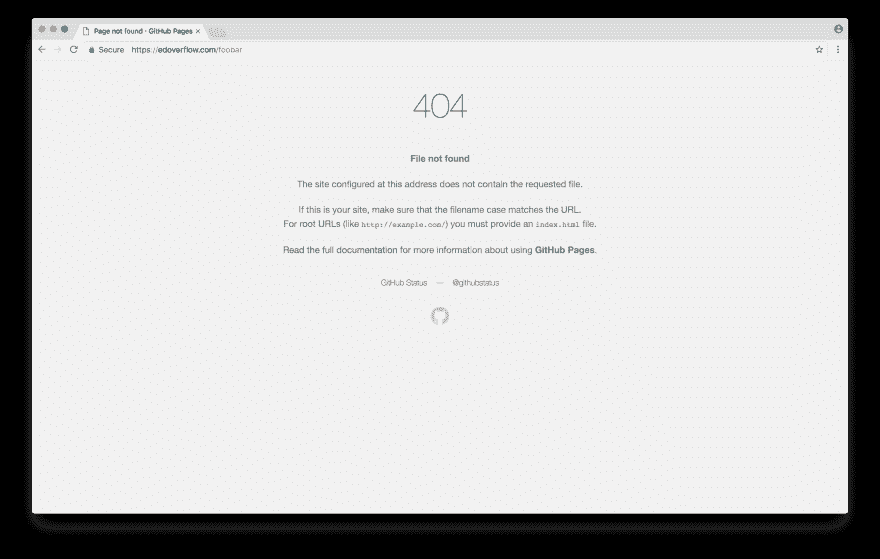 Page not found · GitHub Pages
Secure https://edoverflow.com/foobar
404
File not found
The site configured at this address does not contain the requested file.
If this is your site, make sure that the filename case matches the URL.
For root URLs (like http://example.com/) you must provide an index.html file.
Read the full documentation for more information about using GitHub Pages.
GitHub Status — @githubstatus